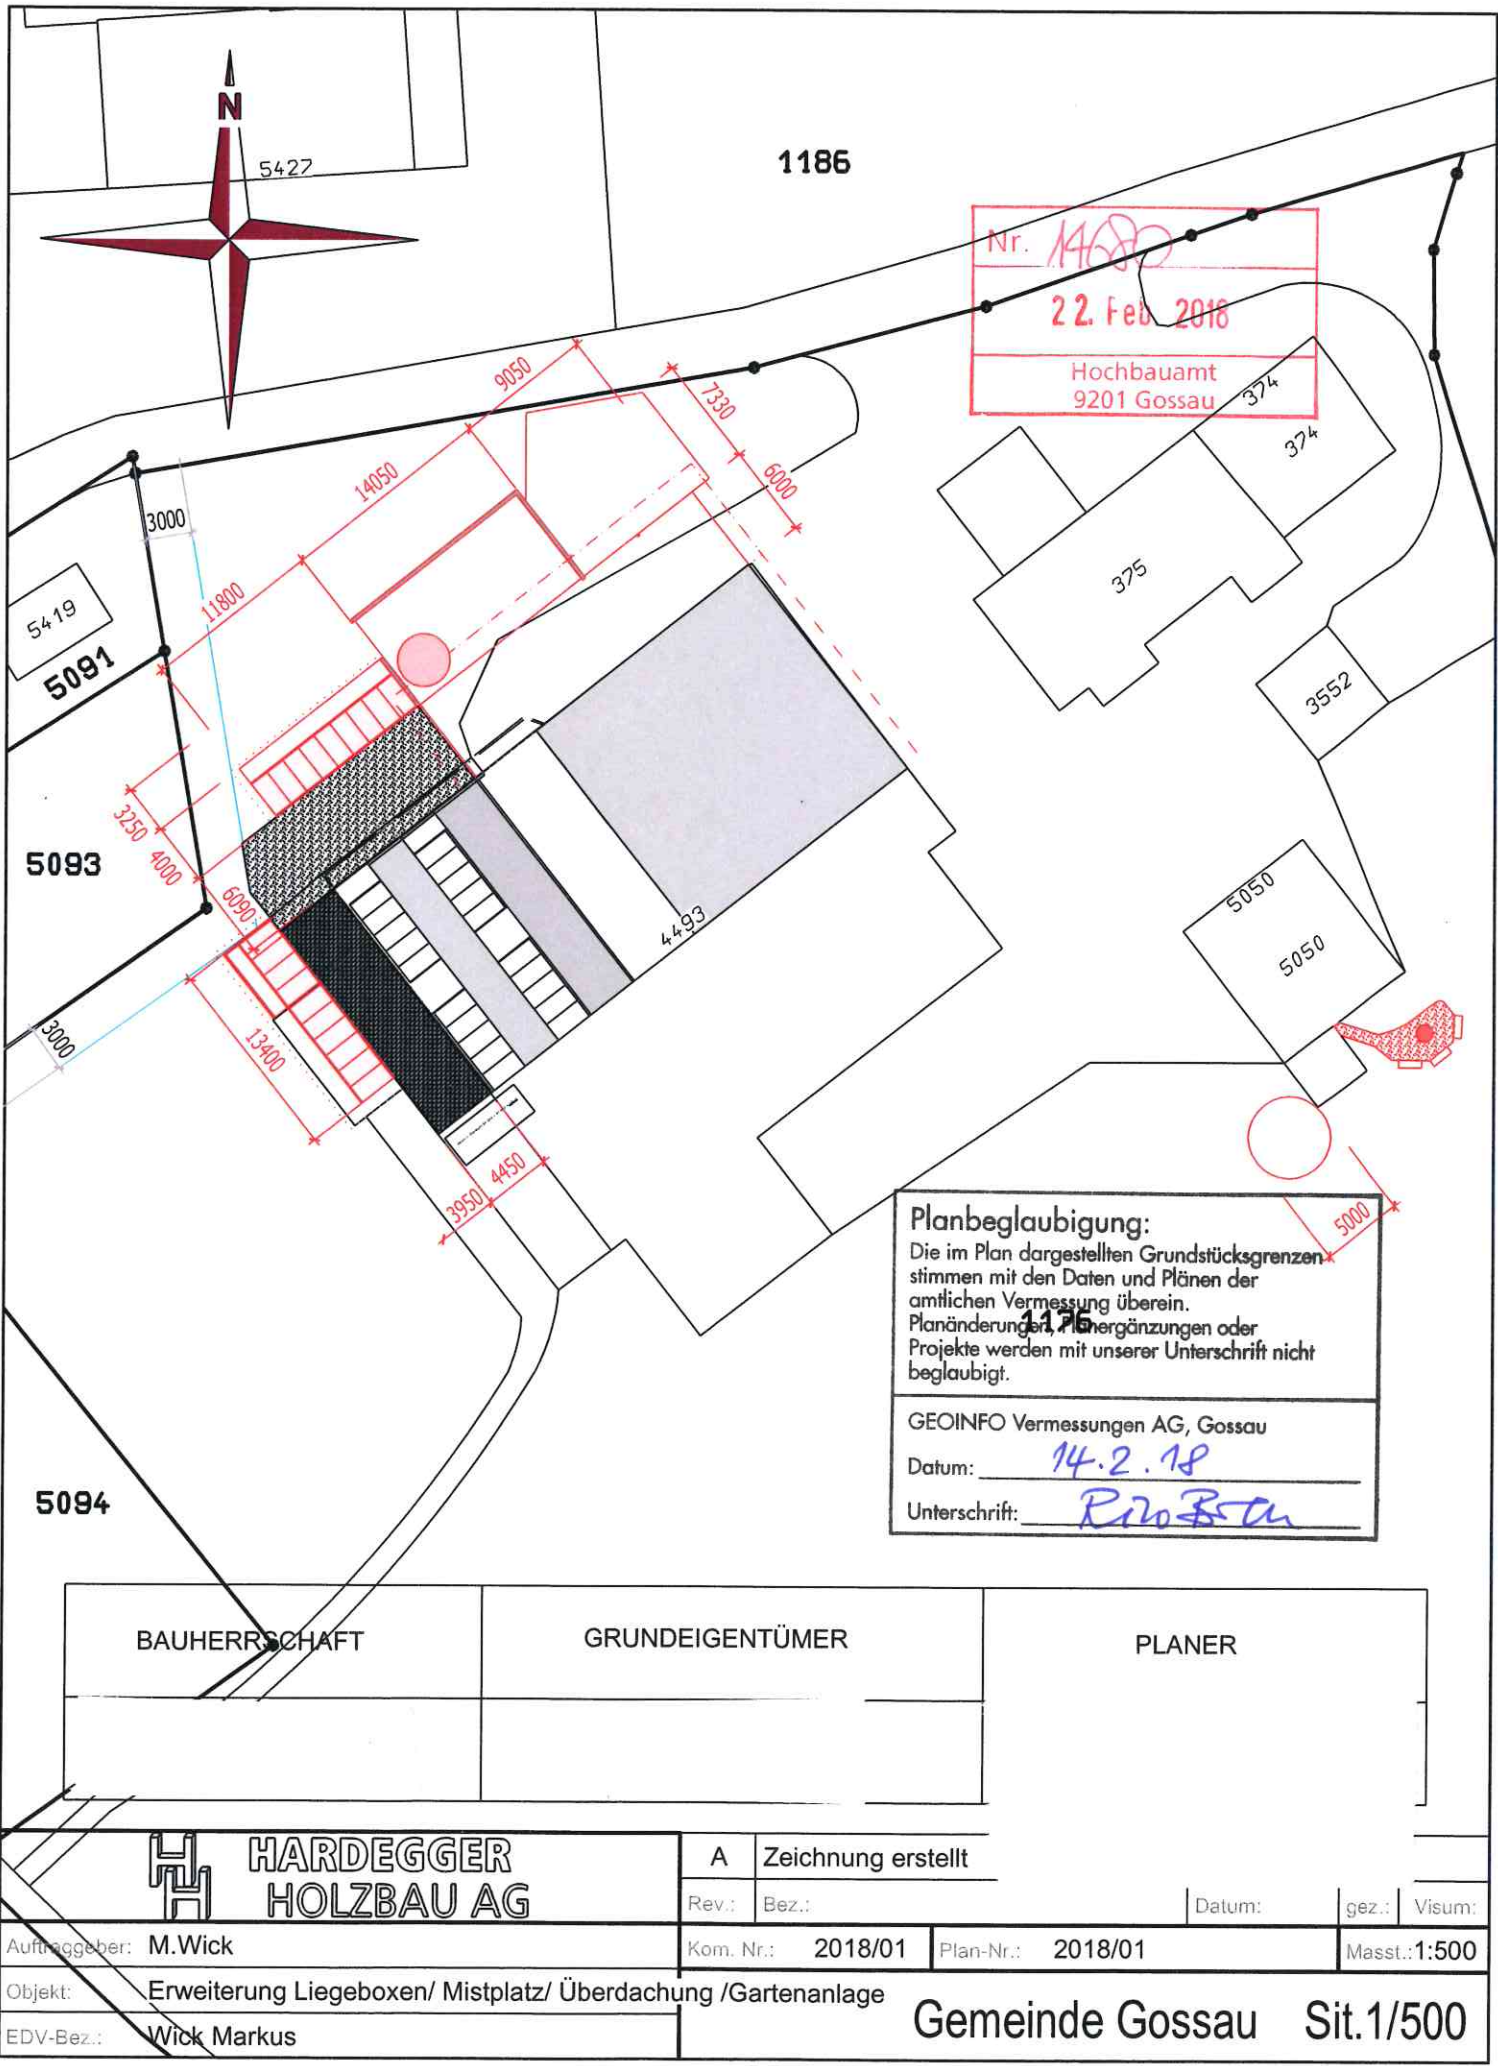 N
5427
1186
Nr. 14680
22. Feb. 2018
Hochbauamt
9201 Gossau
374
374
9050
7330
6000
14050
3000
11800
5419
5091
375
3552
3250
4000
6090
5093
4493
5050
5050
3000
13400
3950
4450
5000
Planbeglaubigung:
Die im Plan dargestellten Grundstücksgrenzen
stimmen mit den Daten und Plänen der
amtlichen Vermessung überein.
Planänderungen, Planergänzungen oder
1176
Projekte werden mit unserer Unterschrift nicht
beglaubigt.
GEOINFO Vermessungen AG, Gossau
Datum: 14.2.18
Unterschrift:
5094
BAUHERRSCHAFT
GRUNDEIGENTÜMER
PLANER
HH
HARDEGGER
HOLZBAU AG
A Zeichnung erstellt
Rev.: Bez.: Datum: gez.: Visum:
Auftraggeber: M.Wick
Kom. Nr.: 2018/01 Plan-Nr.: 2018/01 Masst.:1:500
Objekt: Erweiterung Liegeboxen/ Mistplatz/ Überdachung /Gartenanlage
EDV-Bez.: Wick Markus
Gemeinde Gossau Sit.1/500